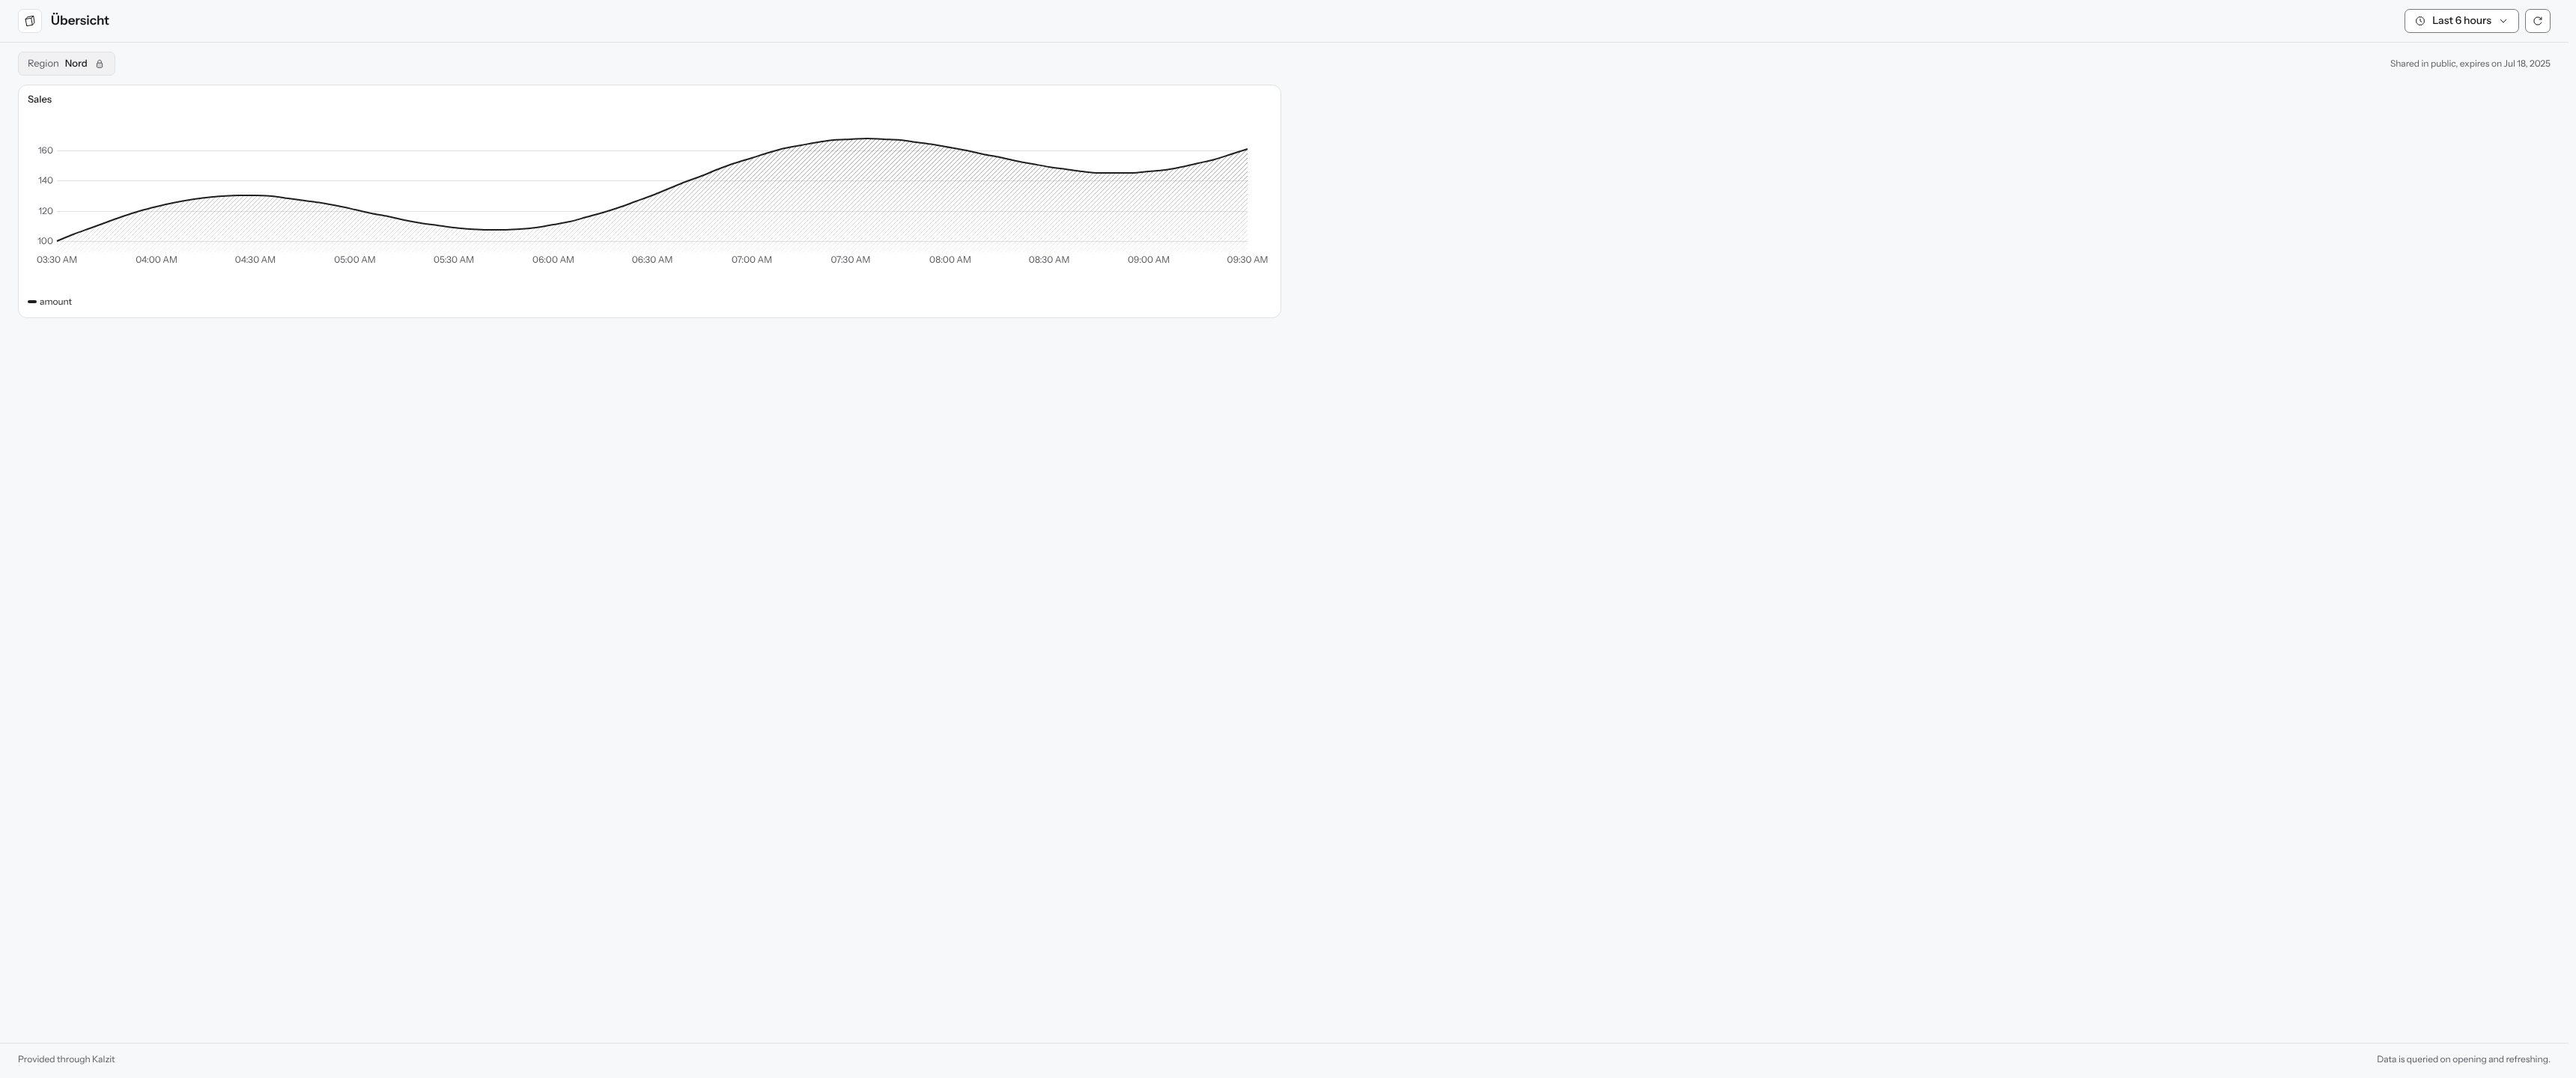 Übersicht
Last 6 hours
Region Nord
Shared in public, expires on Jul 18, 2025
Sales
160
140
120
100
03:30 AM 04:00 AM 04:30 AM 05:00 AM 05:30 AM 06:00 AM 06:30 AM 07:00 AM 07:30 AM 08:00 AM 08:30 AM 09:00 AM 09:30 AM
amount
Provided through Kalzit
Data is queried on opening and refreshing.